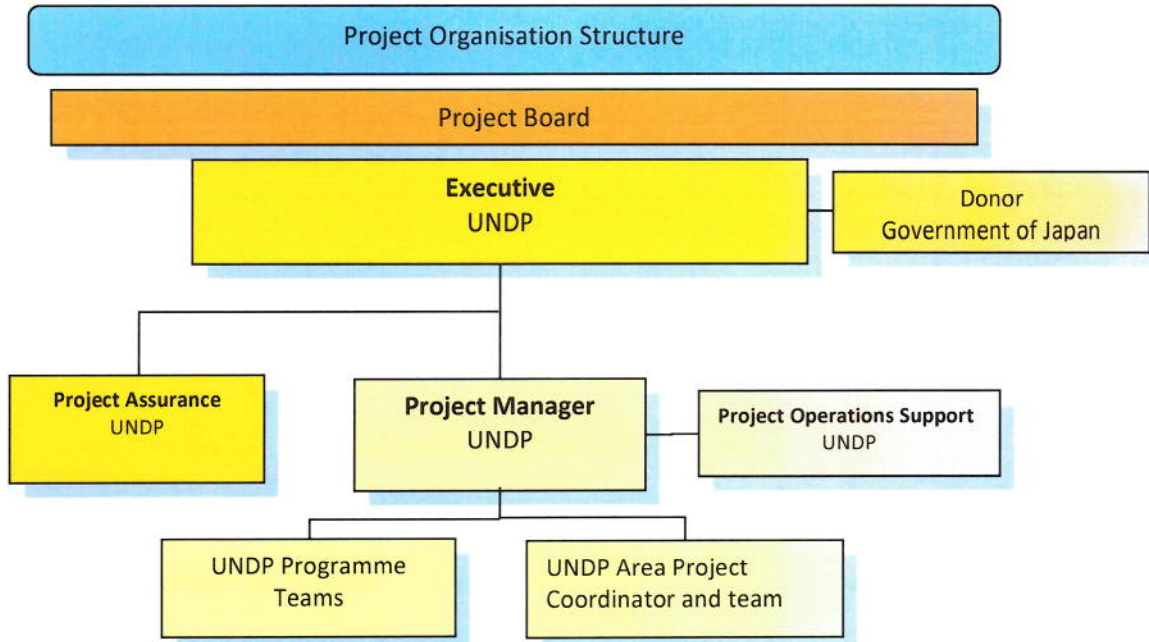 Project Organisation Structure
Project Board
Executive
UNDP
Donor
Government of Japan
Project Assurance
UNDP
Project Manager
UNDP
Project Operations Support
UNDP
UNDP Programme
Teams
UNDP Area Project
Coordinator and team